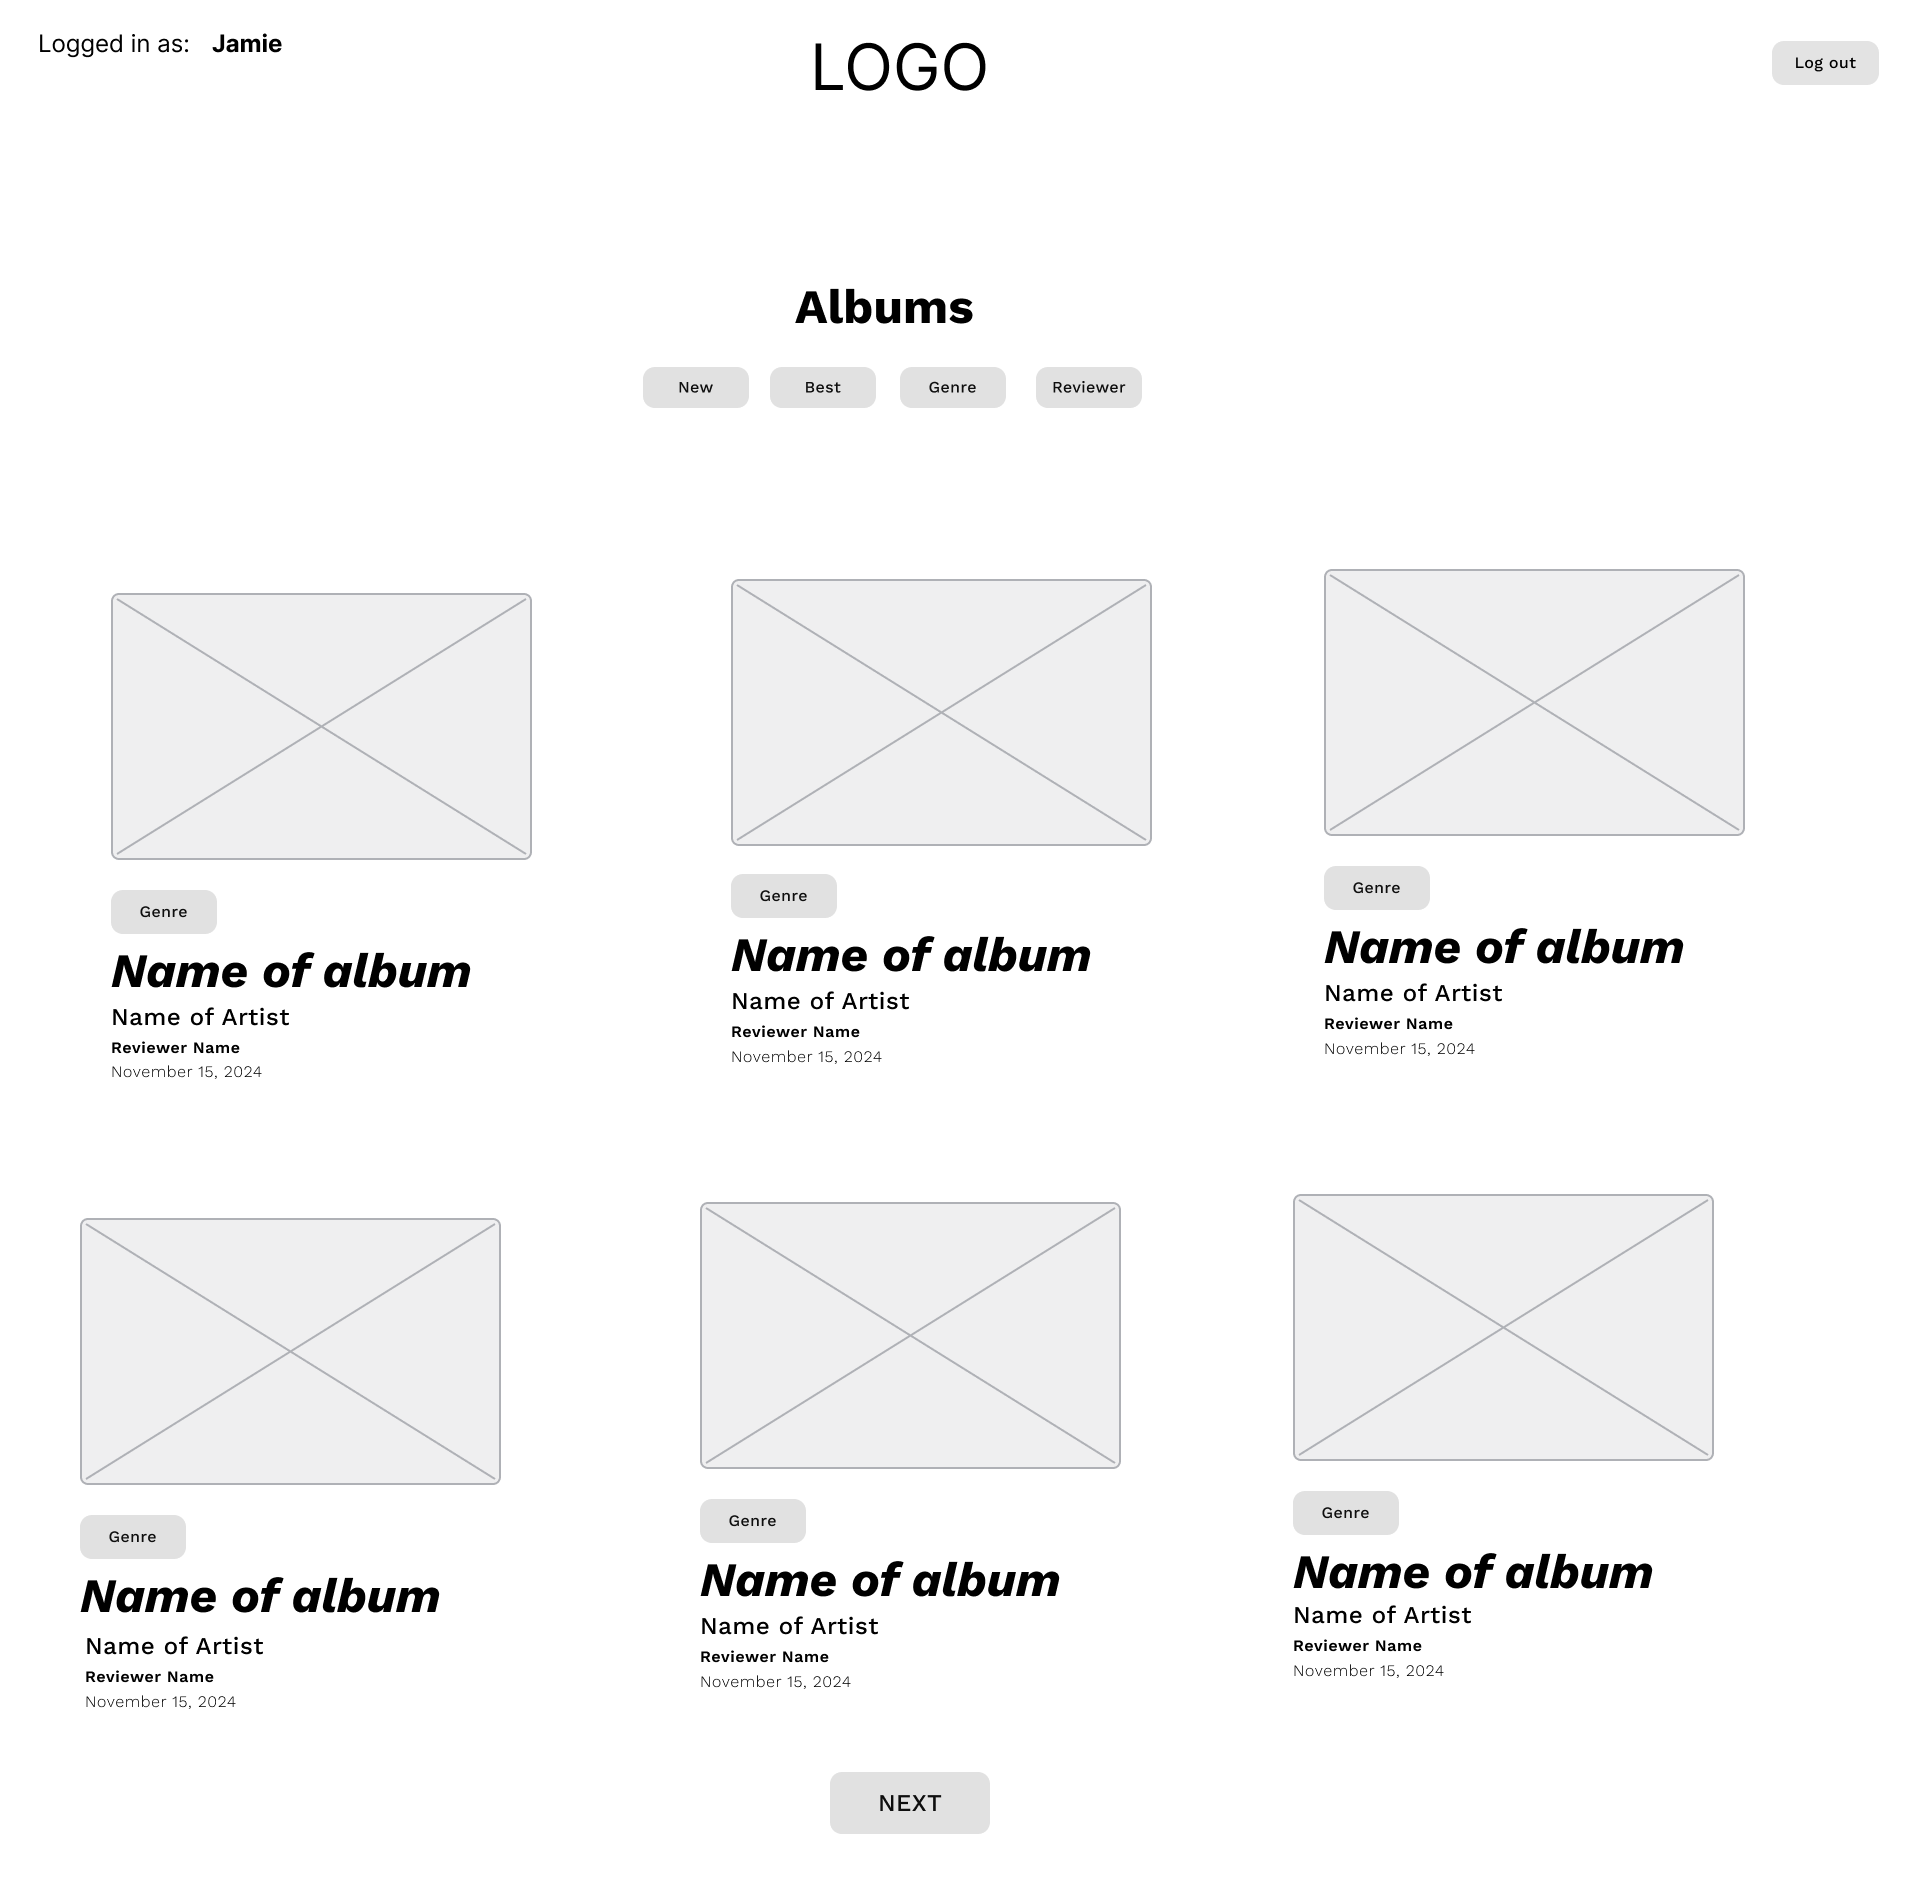 Logged in as: Jamie
LOGO
Log out
Albums
New
Best
Genre
Reviewer
Genre
Name of album
Name of Artist
Reviewer Name
November 15, 2024
Genre
Name of album
Name of Artist
Reviewer Name
November 15, 2024
Genre
Name of album
Name of Artist
Reviewer Name
November 15, 2024
Genre
Name of album
Name of Artist
Reviewer Name
November 15, 2024
Genre
Name of album
Name of Artist
Reviewer Name
November 15, 2024
Genre
Name of album
Name of Artist
Reviewer Name
November 15, 2024
NEXT